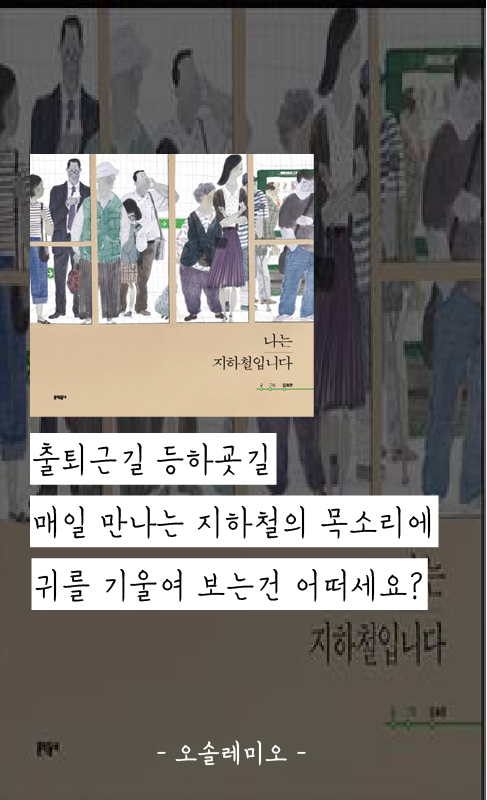 나는
지하철입니다
출퇴근길 등하굣길
매일 만나는 지하철의 목소리에
귀를 기울여 보는건 어떠세요?
지하철입니다
- 오솔레미오 -